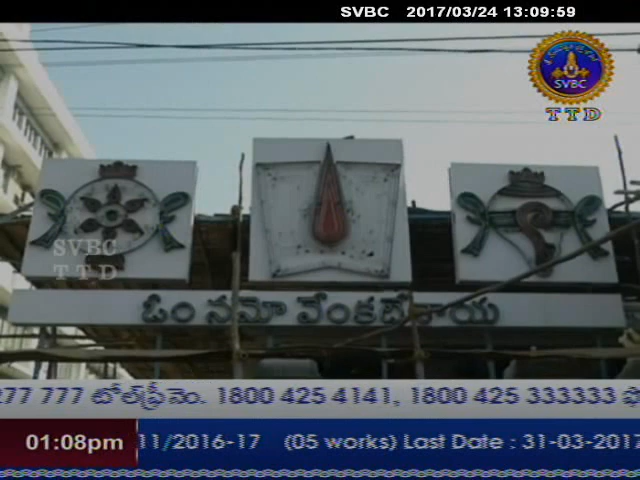 SVBC 2017/03/24 13:09:59
SVBC
TTD
SVBC
TTD
ఓం నమో వేంకటేశాయ
277 777 టోల్‌ఫ్రీ నెం. 1800 425 4141, 1800 425 333333
01:08pm 11/2016-17 (05 works) Last Date : 31-03-2017